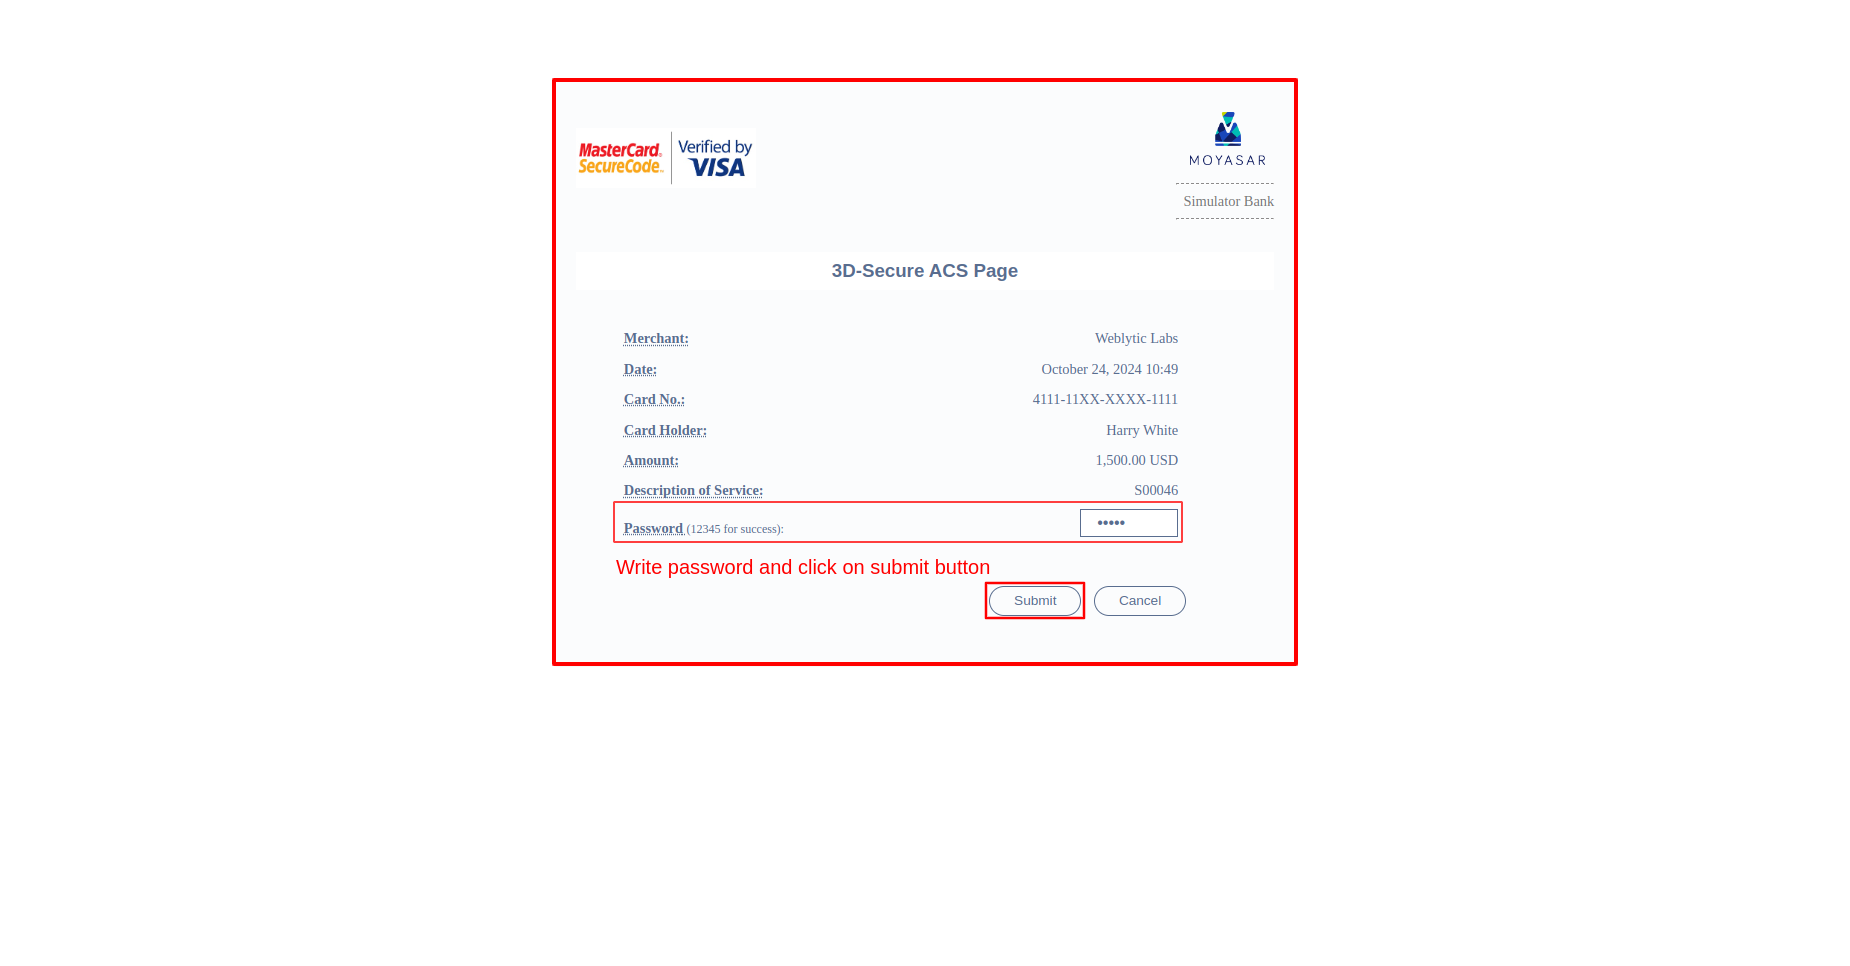 MasterCard
SecureCode
Verified by
VISA
MOYASAR
Simulator Bank
3D-Secure ACS Page
Merchant: Weblytic Labs
Date: October 24, 2024 10:49
Card No.: 4111-11XX-XXXX-1111
Card Holder: Harry White
Amount: 1,500.00 USD
Description of Service: S00046
Password (12345 for success): •••••
Write password and click on submit button
Submit Cancel